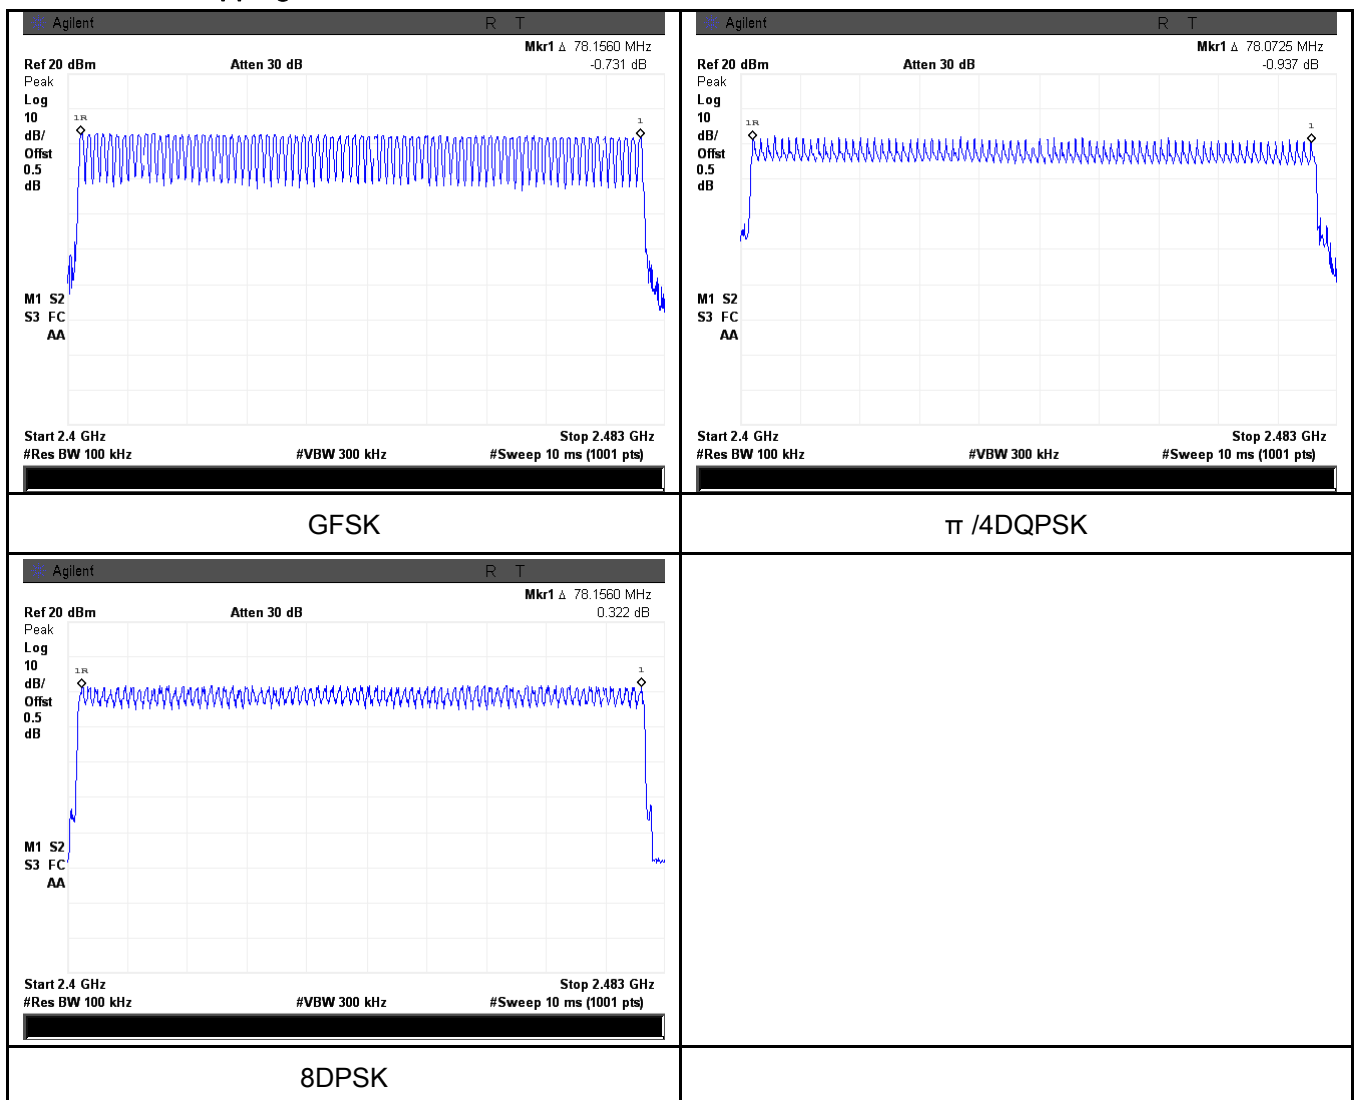 Agilent R T
Mkr1 Δ 78.1560 MHz
Ref 20 dBm Atten 30 dB -0.731 dB
Peak
Log
10
dB/
Offst
0.5
dB
1R
1
M1 S2
S3 FC
AA
Start 2.4 GHz Stop 2.483 GHz
#Res BW 100 kHz #VBW 300 kHz #Sweep 10 ms (1001 pts)
GFSK
Agilent R T
Mkr1 Δ 78.0725 MHz
Ref 20 dBm Atten 30 dB -0.937 dB
Peak
Log
10
dB/
Offst
0.5
dB
1R
1
M1 S2
S3 FC
AA
Start 2.4 GHz Stop 2.483 GHz
#Res BW 100 kHz #VBW 300 kHz #Sweep 10 ms (1001 pts)
π /4DQPSK
Agilent R T
Mkr1 Δ 78.1560 MHz
Ref 20 dBm Atten 30 dB 0.322 dB
Peak
Log
10
dB/
Offst
0.5
dB
1R
1
M1 S2
S3 FC
AA
Start 2.4 GHz Stop 2.483 GHz
#Res BW 100 kHz #VBW 300 kHz #Sweep 10 ms (1001 pts)
8DPSK